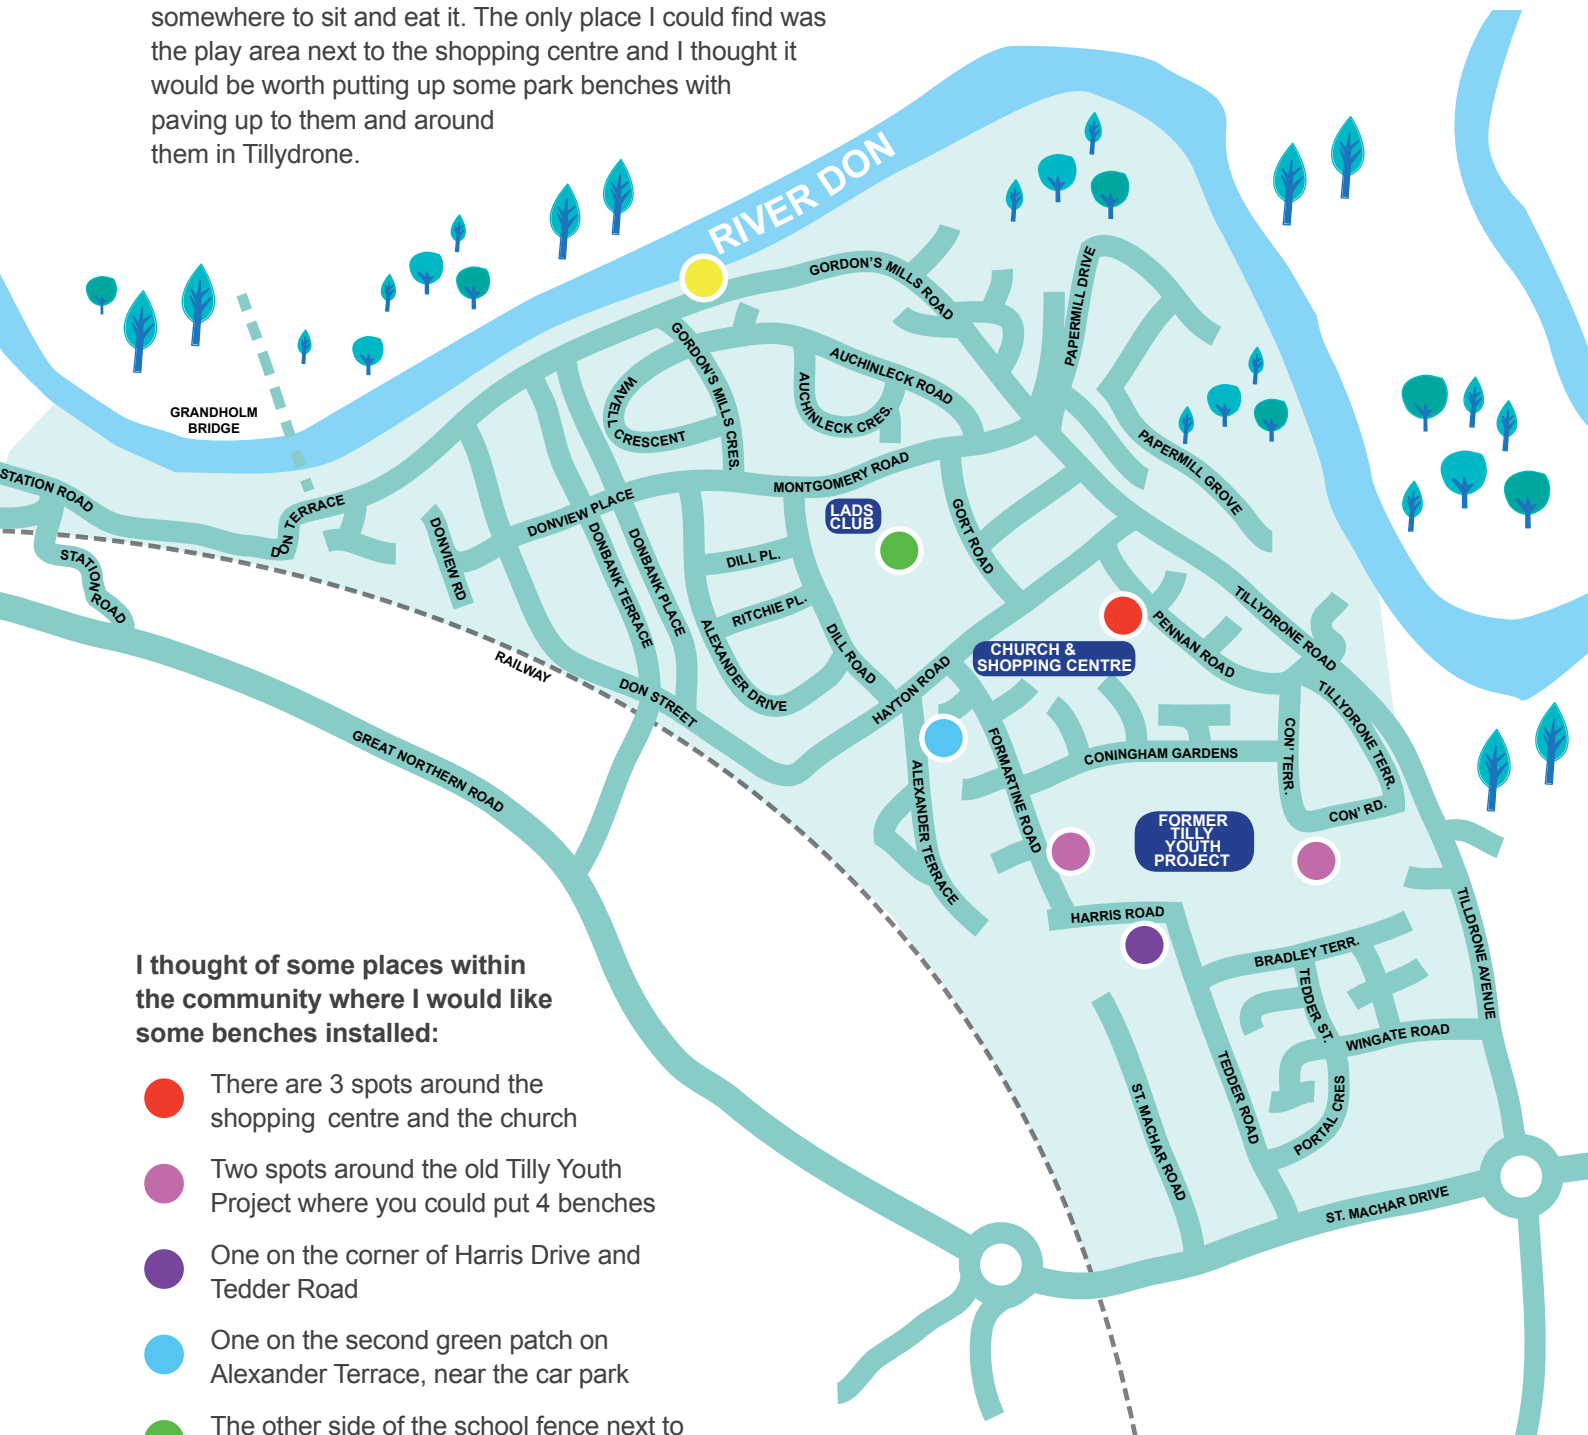 somewhere to sit and eat it. The only place I could find was
the play area next to the shopping centre and I thought it
would be worth putting up some park benches with
paving up to them and around
them in Tillydrone.
RIVER DON
GORDON'S MILLS ROAD
PAPERMILL DRIVE
GORDON'S MILLS CRES.
AUCHINLECK ROAD
WAVELL
CRESCENT
AUCHINLECK CRES.
GRANDHOLM
BRIDGE
PAPERMILL GROVE
MONTGOMERY ROAD
STATION ROAD
DON TERRACE
DONVIEW PLACE
LADS
CLUB
GORT ROAD
DONVIEW RD
DONBANK TERRACE
DONBANK PLACE
DILL PL.
STATION
ROAD
RITCHIE PL.
TILLYDRONE ROAD
PENNAN ROAD
ALEXANDER DRIVE
DILL ROAD
CHURCH &
SHOPPING CENTRE
RAILWAY
HAYTON ROAD
DON STREET
TILLYDRONE TERR.
GREAT NORTHERN ROAD
FORMARTINE ROAD
CONINGHAM GARDENS
CON' TERR.
ALEXANDER TERRACE
CON' RD.
FORMER
TILLY
YOUTH
PROJECT
HARRIS ROAD
TILLDRONE AVENUE
BRADLEY TERR.
TEDDER ST.
WINGATE ROAD
TEDDER ROAD
PORTAL CRES
ST. MACHAR ROAD
ST. MACHAR DRIVE
I thought of some places within
the community where I would like
some benches installed:
There are 3 spots around the
shopping centre and the church
Two spots around the old Tilly Youth
Project where you could put 4 benches
One on the corner of Harris Drive and
Tedder Road
One on the second green patch on
Alexander Terrace, near the car park
The other side of the school fence next to